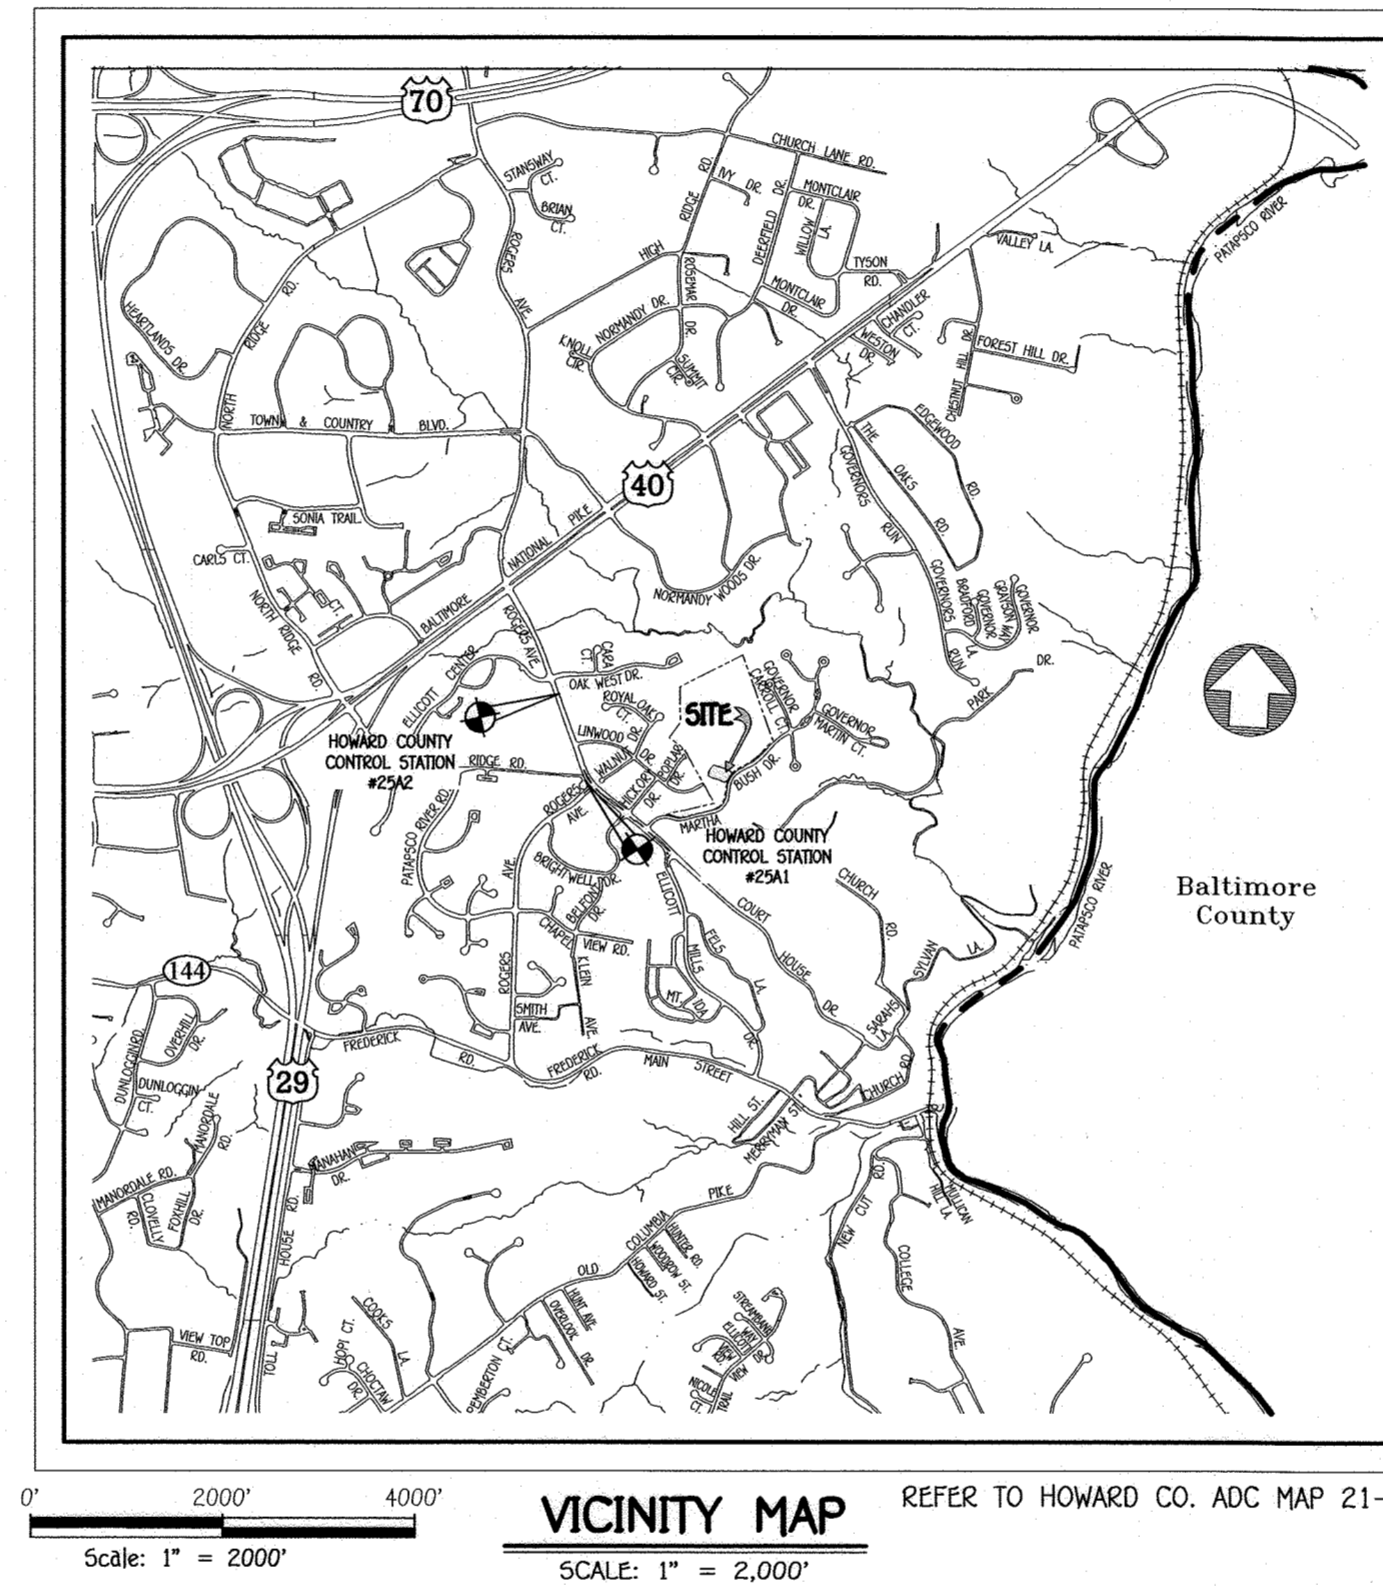 70
CHURCH LANE RD.
STANSWAY
CT.
BRIAN
CT.
RIDGE
RD.
IVY
DR.
MONTCLAIR
DR.
DEERFIELD
DR.
WILLOW
LA.
TYSON
RD.
MONTCLAIR
DR.
VALLEY LA.
PATAPSCO RIVER
ROGERS
AVE.
HIGH
ROSEMAR
DR.
NORMANDY DR.
KNOLL
CIR.
SUMMIT
CIR.
CHANDLER
CT.
WESTON
DR.
CHESTNUT HILL DR.
FOREST HILL DR.
HEARTLANDS DR.
NORTH
RIDGE
RD.
TOWN & COUNTRY BLVD.
EDGEWOOD
RD.
THE
OAKS
RD.
GOVERNORS
RUN
40
SONIA TRAIL
CARLS CT.
NORTH RIDGE
RD.
CT.
BALTIMORE
NATIONAL
PIKE
NORMANDY WOODS DR.
GOVERNORS
RUN
BRADFORD
LA.
GOVERNOR
GRAYSON WAY
GOVERNOR
ROGERS AVE.
ELLICOTT CENTER
CARA
CT.
OAK WEST DR.
ROYAL OAK
CT.
DR.
LINWOOD
DR.
WALNUT
POPLAR
DR.
HICKORY
DR.
SITE
GOVERNOR
CARROLL CT.
GOVERNOR
MARTIN CT.
PARK
DR.
HOWARD COUNTY
CONTROL STATION
#25A2
RIDGE RD.
MARTHA
BUSH DR.
HOWARD COUNTY
CONTROL STATION
#25A1
PATAPSCO RIVER RD.
ROGERS
AVE.
AVE.
BRIGHTWELL DR.
BELFONT
DR.
CHAPEL
VIEW RD.
ROGERS
KLEIN
AVE.
SMITH
AVE.
ELLICOTT
MILLS
DR.
FELS
LA.
MT.
IDA
COURT
HOUSE
DR.
CHURCH
RD.
SYLVAN
LA.
SARAHS
LA.
CHURCH RD.
PATAPSCO RIVER
Baltimore
County
144
29
FREDERICK
RD.
FREDERICK
RD.
MAIN STREET
DUNLOGGIN RD.
OVERHILL
DR.
DUNLOGGIN
CT.
MANORDALE
RD.
MANORDALE RD.
CLOVELLY
RD.
FOXHILL
DR.
MANAHAN
DR.
HILL ST.
MERRYMAN ST.
NEW CUT
RD.
MULLICAN
HILL LA.
COLLEGE
AVE.
OLD
COLUMBIA
PIKE
HUNTER RD.
WOODROW ST.
HOWARD ST.
HUNT AVE.
OVERLOOK
DR.
PEMBERTON CT.
COOKS
LA.
HOPI CT.
CHOCTAW
DR.
VIEW TOP
RD.
TOLL
HOUSE
RD.
STREAMBANK
WAY
ELLICOTT
VIEW
RD.
DR.
NICOLE
CT.
TRAIL
VIEW
0' 2000' 4000'
Scale: 1" = 2000'
VICINITY MAP
SCALE: 1" = 2,000'
REFER TO HOWARD CO. ADC MAP 21-